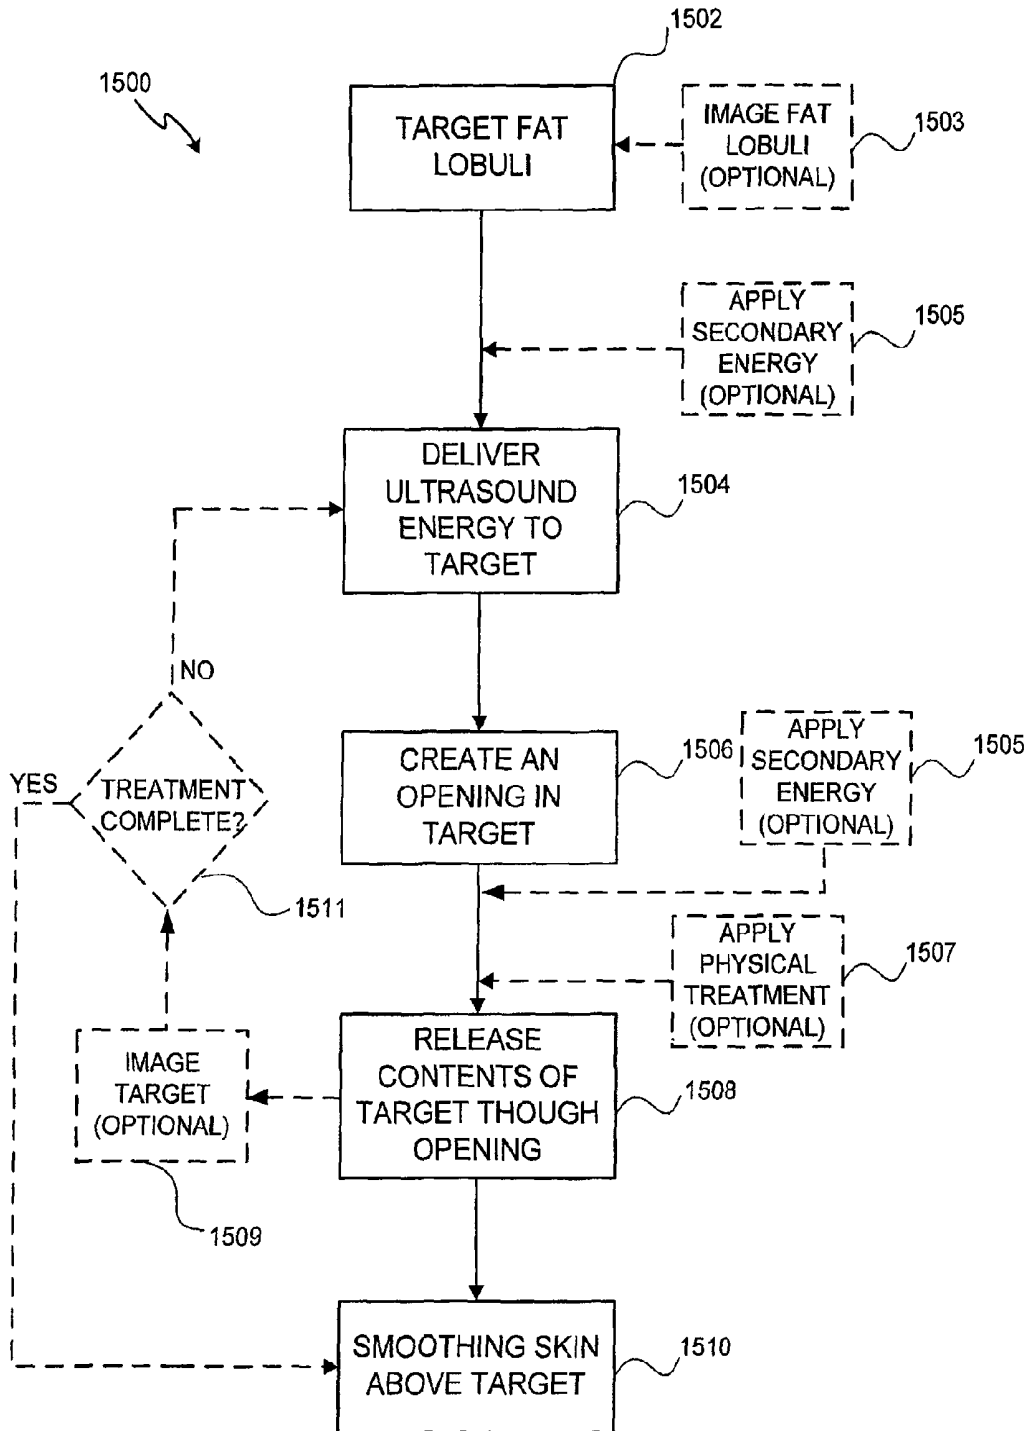 1500
1502
TARGET FAT
LOBULI
IMAGE FAT
LOBULI
(OPTIONAL)
1503
APPLY
SECONDARY
ENERGY
(OPTIONAL)
1505
DELIVER
ULTRASOUND
ENERGY TO
TARGET
1504
NO
YES
TREATMENT
COMPLETE?
1511
CREATE AN
OPENING IN
TARGET
1506
APPLY
SECONDARY
ENERGY
(OPTIONAL)
1505
APPLY
PHYSICAL
TREATMENT
(OPTIONAL)
1507
RELEASE
CONTENTS OF
TARGET THOUGH
OPENING
1508
IMAGE
TARGET
(OPTIONAL)
1509
SMOOTHING SKIN
ABOVE TARGET
1510